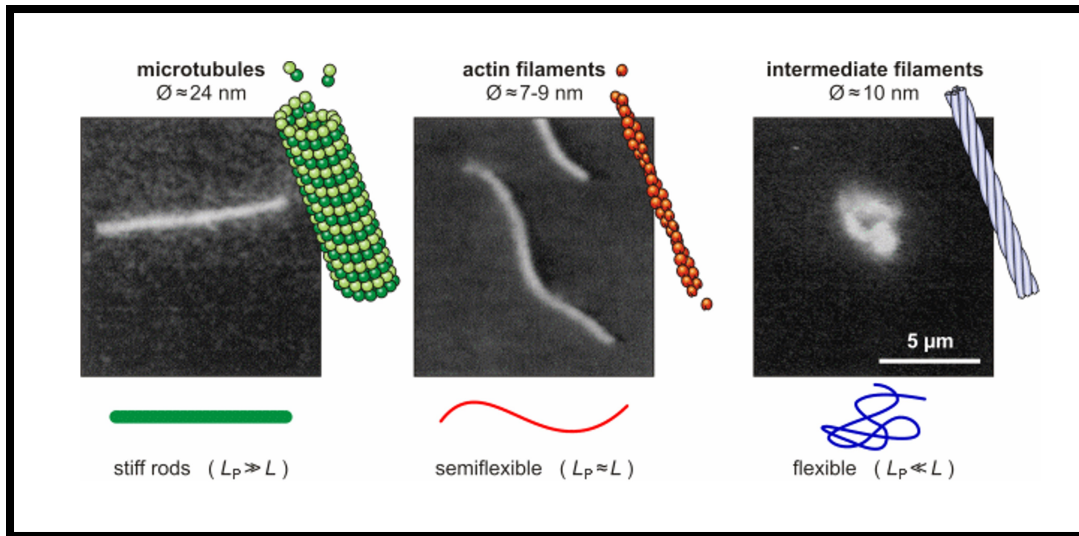 microtubules
Ø ≈ 24 nm
actin filaments
Ø ≈ 7-9 nm
intermediate filaments
Ø ≈ 10 nm
5 µm
stiff rods ( LP ≫ L )
semiflexible ( LP ≈ L )
flexible ( LP ≪ L )